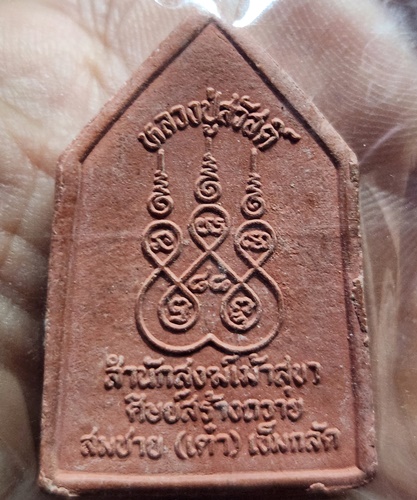 หลวงปู่สวัสดิ์
สำนักสงฆ์เม้าสุขา
ศิษย์สร้างถวาย
สมชาย (เต๋า) เข็มกลัด